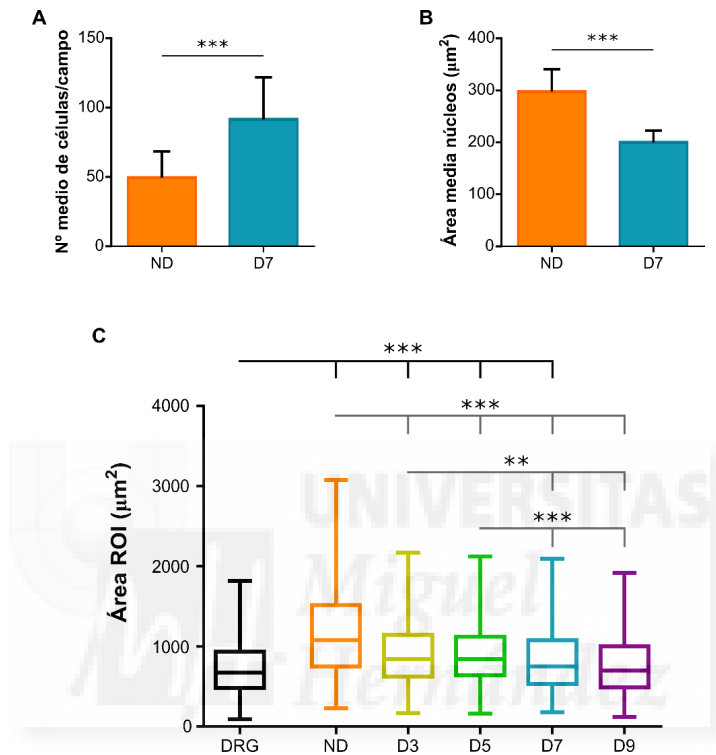 A
***
150
100
50
0
Nº medio de células/campo
ND D7
B
***
400
300
200
100
0
Área media núcleos (µm²)
ND D7
C
***
***
**
***
4000
3000
2000
1000
0
Área ROI (µm²)
DRG ND D3 D5 D7 D9
UNIVERSITAS
Miguel
Hernández